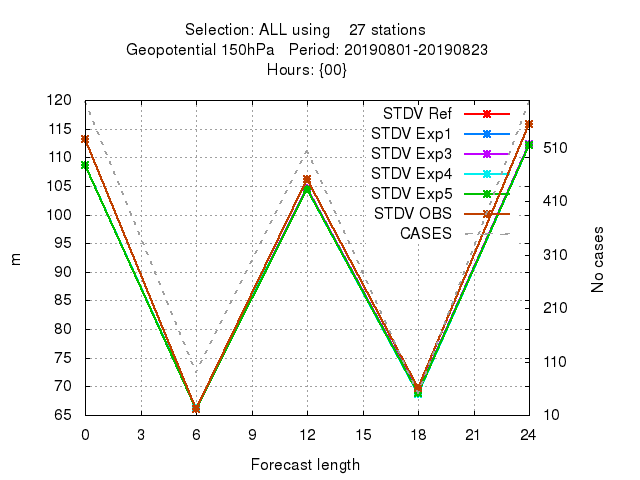 Selection: ALL using    27 stations
Geopotential 150hPa   Period: 20190801-20190823
Hours: {00}
120
115
110
105
100
95
90
85
80
75
70
65
m
STDV Ref
STDV Exp1
STDV Exp3
STDV Exp4
STDV Exp5
STDV OBS
CASES
510
410
310
210
110
10
No cases
0 3 6 9 12 15 18 21 24
Forecast length